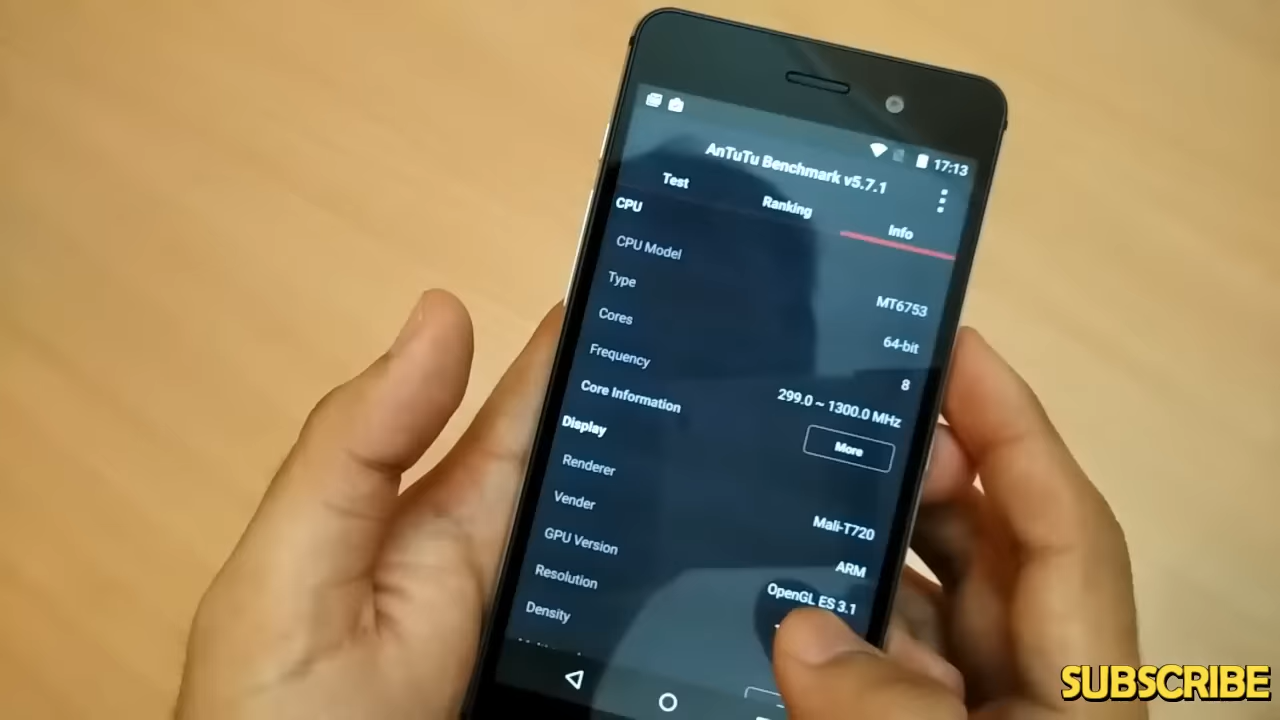 17:13
AnTuTu Benchmark v5.7.1
Test
Ranking
Info
CPU
CPU Model
MT6753
Type
64-bit
Cores
8
Frequency
299.0 ~ 1300.0 MHz
Core Information
More
Display
Renderer
Mali-T720
Vender
ARM
GPU Version
OpenGL ES 3.1
Resolution
Density
SUBSCRIBE